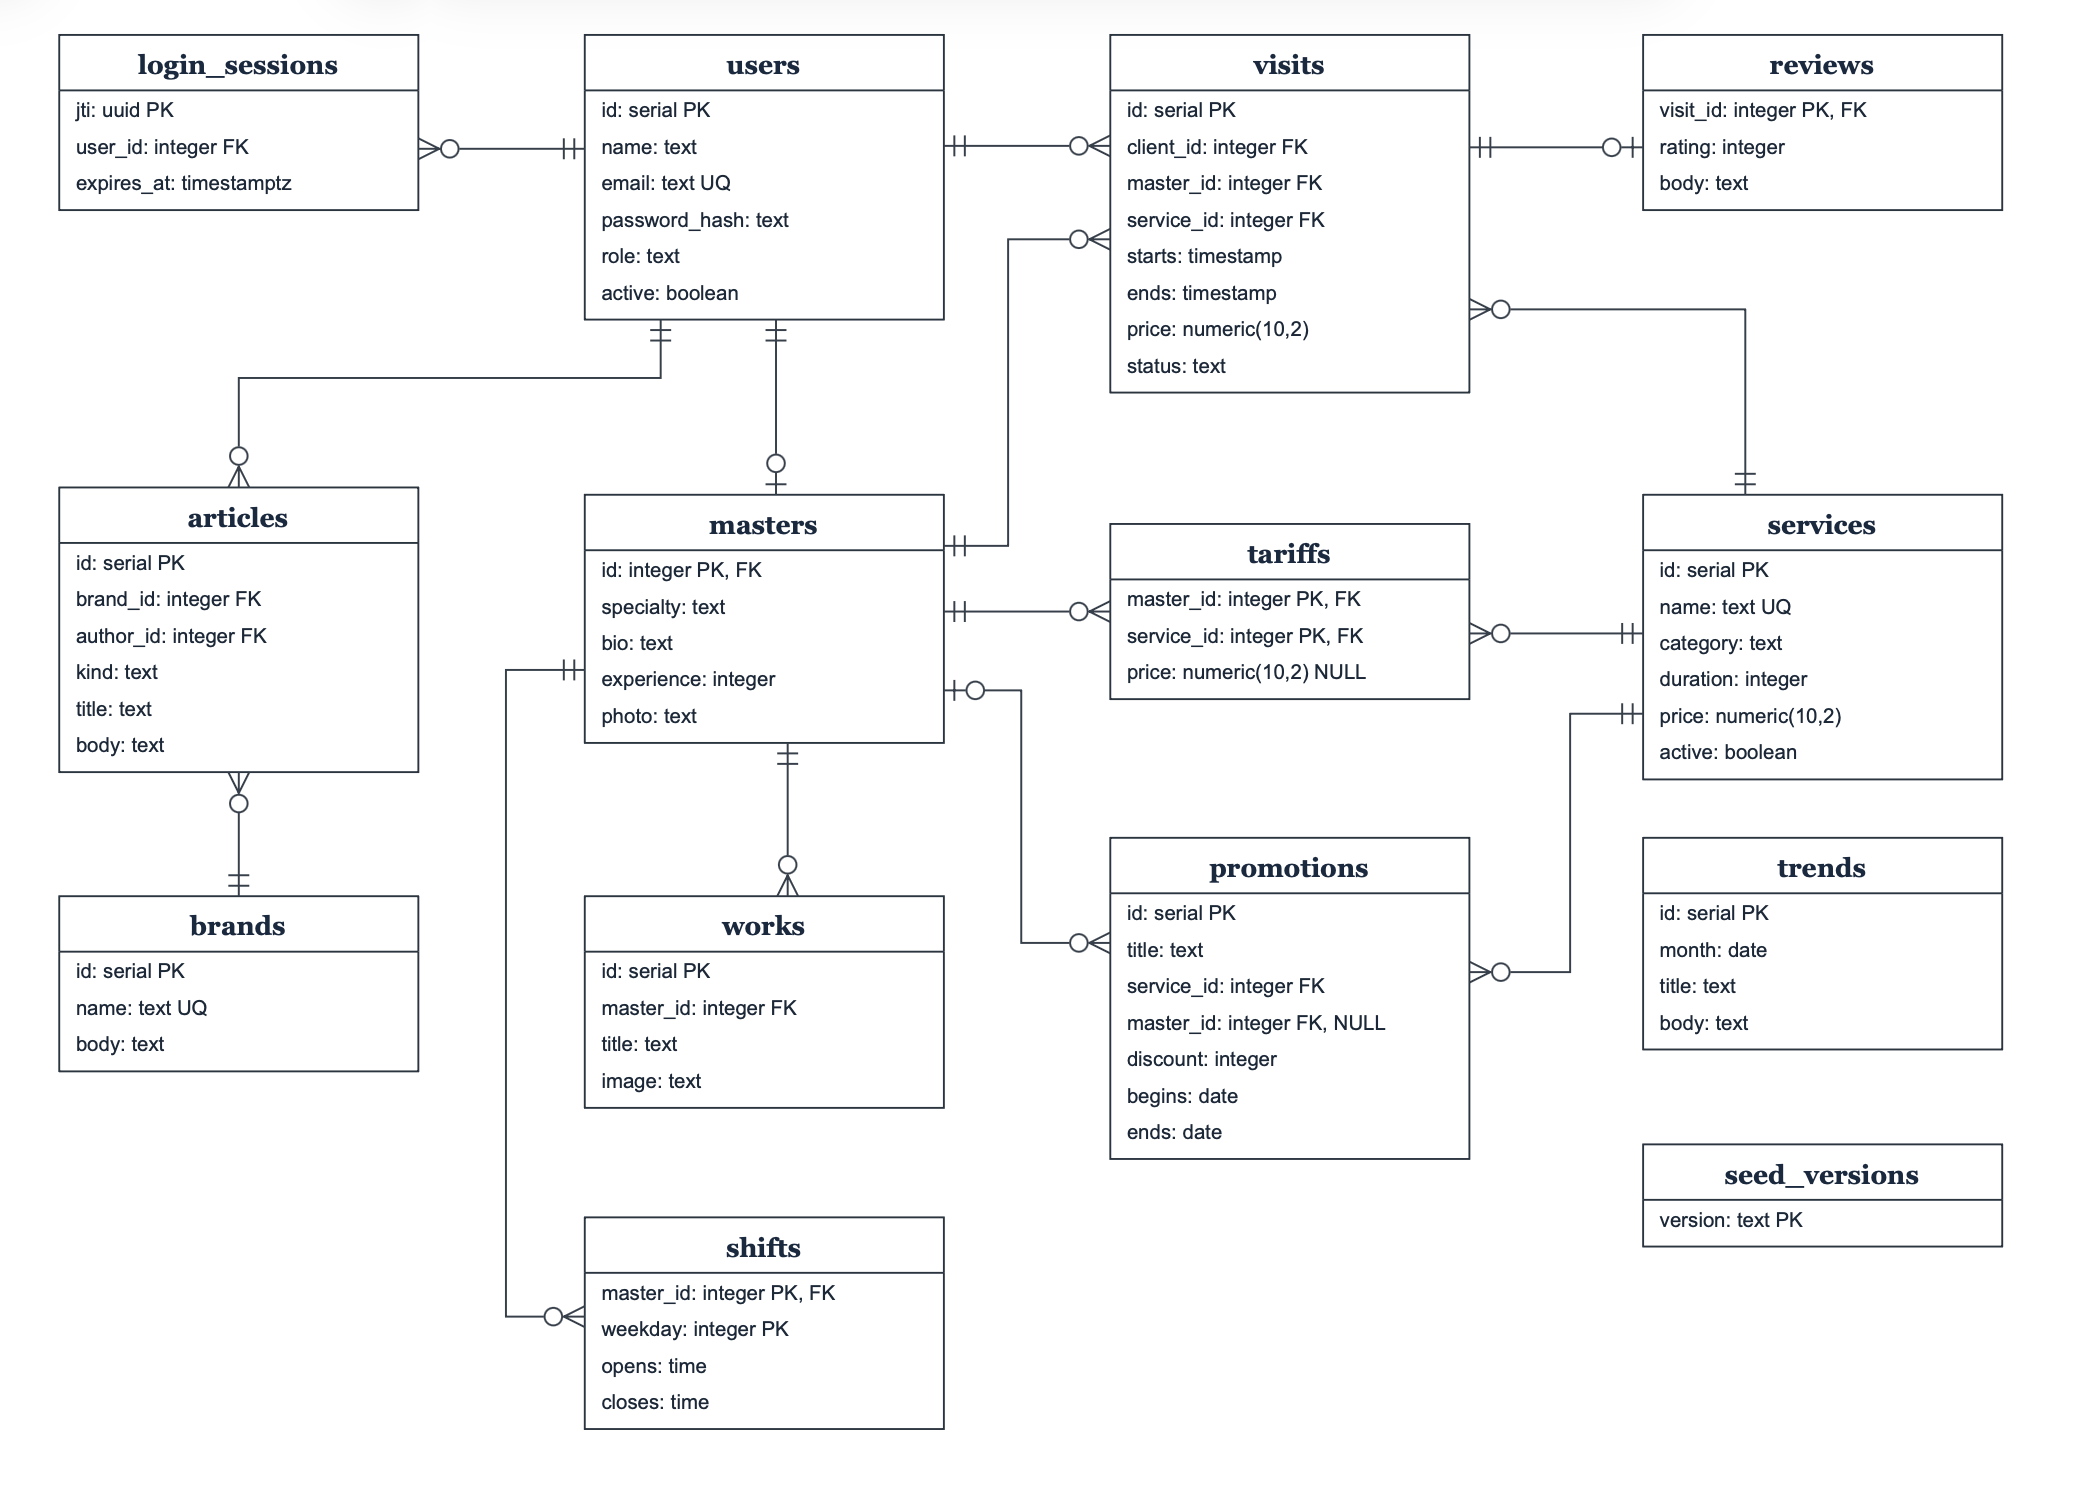 login_sessions
jti: uuid PK
user_id: integer FK
expires_at: timestamptz
users
id: serial PK
name: text
email: text UQ
password_hash: text
role: text
active: boolean
visits
id: serial PK
client_id: integer FK
master_id: integer FK
service_id: integer FK
starts: timestamp
ends: timestamp
price: numeric(10,2)
status: text
reviews
visit_id: integer PK, FK
rating: integer
body: text
articles
id: serial PK
brand_id: integer FK
author_id: integer FK
kind: text
title: text
body: text
masters
id: integer PK, FK
specialty: text
bio: text
experience: integer
photo: text
tariffs
master_id: integer PK, FK
service_id: integer PK, FK
price: numeric(10,2) NULL
services
id: serial PK
name: text UQ
category: text
duration: integer
price: numeric(10,2)
active: boolean
brands
id: serial PK
name: text UQ
body: text
works
id: serial PK
master_id: integer FK
title: text
image: text
promotions
id: serial PK
title: text
service_id: integer FK
master_id: integer FK, NULL
discount: integer
begins: date
ends: date
trends
id: serial PK
month: date
title: text
body: text
seed_versions
version: text PK
shifts
master_id: integer PK, FK
weekday: integer PK
opens: time
closes: time